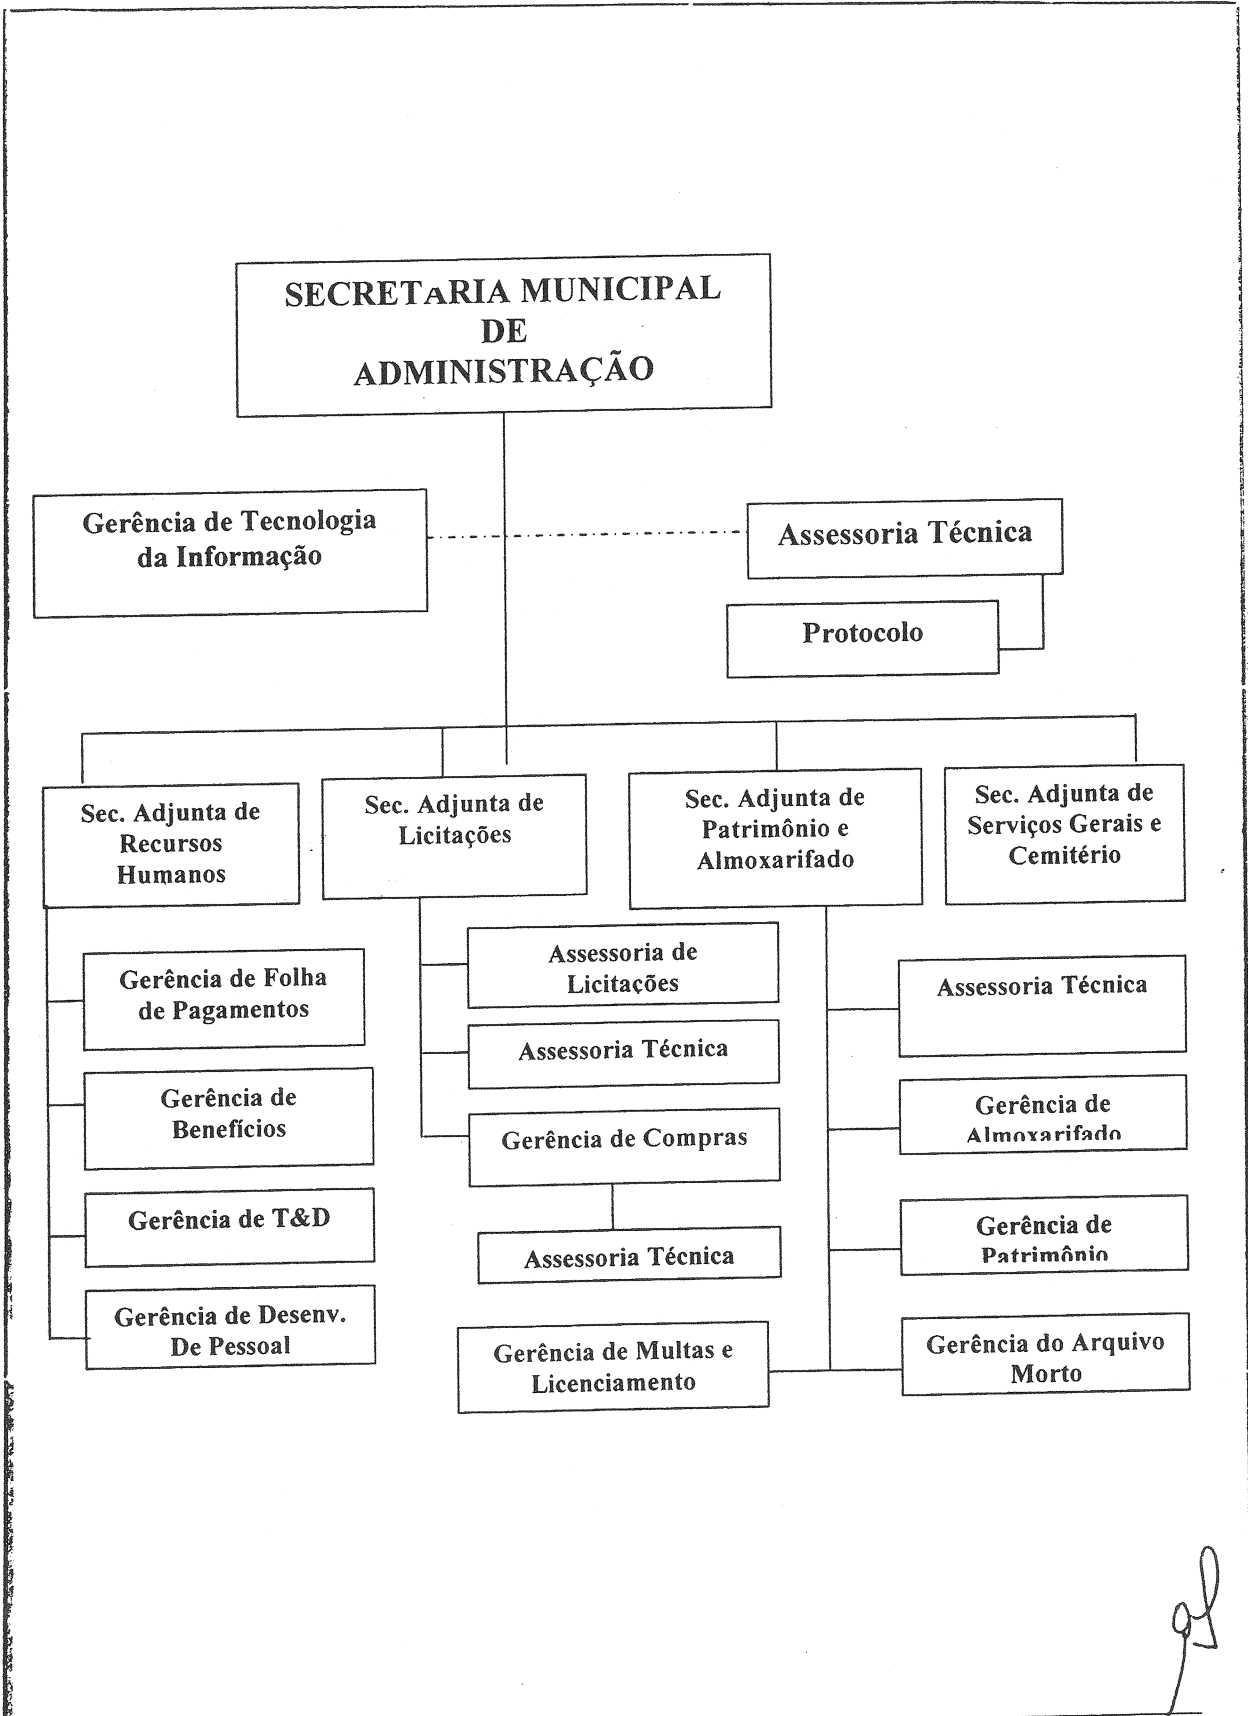 SECRETaRIA MUNICIPAL
DE
ADMINISTRAÇÃO
Gerência de Tecnologia
da Informação
Assessoria Técnica
Protocolo
Sec. Adjunta de
Recursos
Humanos
Sec. Adjunta de
Licitações
Sec. Adjunta de
Patrimônio e
Almoxarifado
Sec. Adjunta de
Serviços Gerais e
Cemitério
Gerência de Folha
de Pagamentos
Gerência de
Benefícios
Gerência de T&D
Gerência de Desenv.
De Pessoal
Assessoria de
Licitações
Assessoria Técnica
Gerência de Compras
Assessoria Técnica
Gerência de Multas e
Licenciamento
Assessoria Técnica
Gerência de
Almoxarifado
Gerência de
Patrimônio
Gerência do Arquivo
Morto